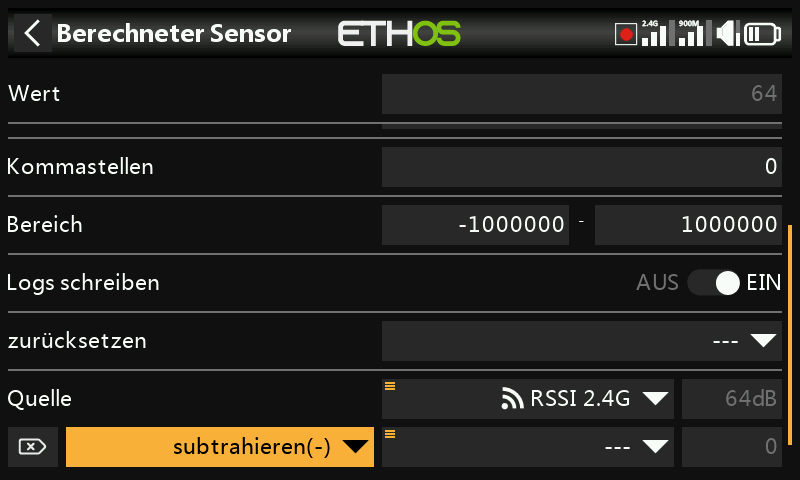 Berechneter Sensor ETHOS 2.4G 900M
Wert 64
Kommastellen 0
Bereich -1000000 - 1000000
Logs schreiben AUS EIN
zurücksetzen ---
Quelle RSSI 2.4G 64dB
subtrahieren(-) --- 0